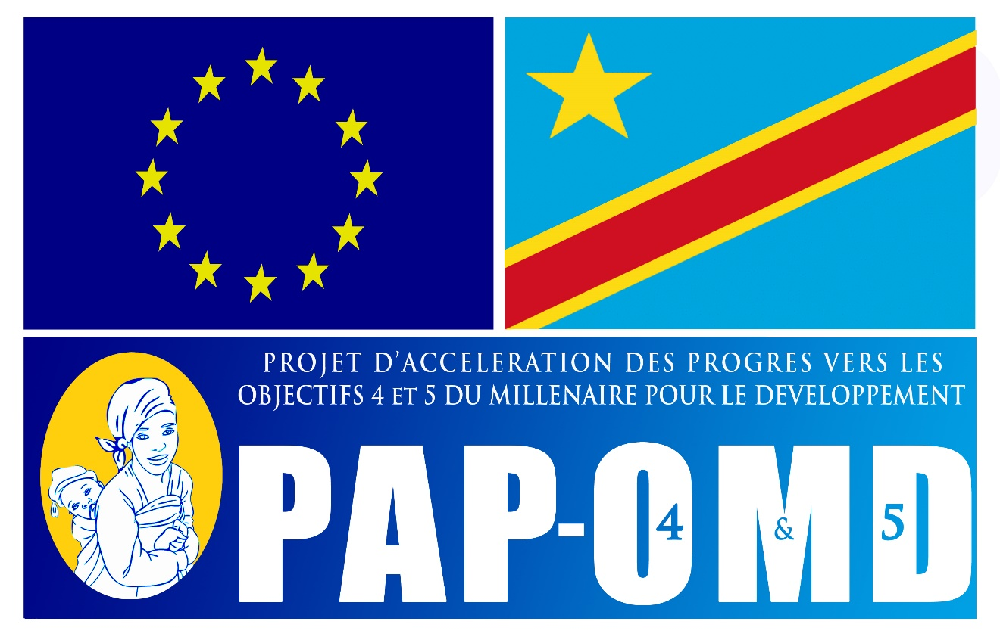 PROJET D'ACCELERATION DES PROGRES VERS LES
OBJECTIFS 4 ET 5 DU MILLENAIRE POUR LE DEVELOPPEMENT
PAP-OMD
4 & 5